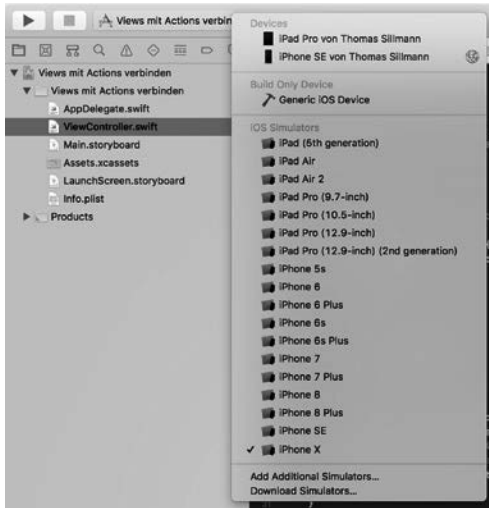 Views mit Actions verbin
Views mit Actions verbinden
Views mit Actions verbinden
AppDelegate.swift
ViewController.swift
Main.storyboard
Assets.xcassets
LaunchScreen.storyboard
Info.plist
Products
Devices
iPad Pro von Thomas Sillmann
iPhone SE von Thomas Sillmann
Build Only Device
Generic iOS Device
iOS Simulators
iPad (6th generation)
iPad Air
iPad Air 2
iPad Pro (9.7-inch)
iPad Pro (10.5-inch)
iPad Pro (12.9-inch)
iPad Pro (12.9-inch) (2nd generation)
iPhone 5s
iPhone 6
iPhone 6 Plus
iPhone 6s
iPhone 6s Plus
iPhone 7
iPhone 7 Plus
iPhone 8
iPhone 8 Plus
iPhone SE
iPhone X
Add Additional Simulators...
Download Simulators...